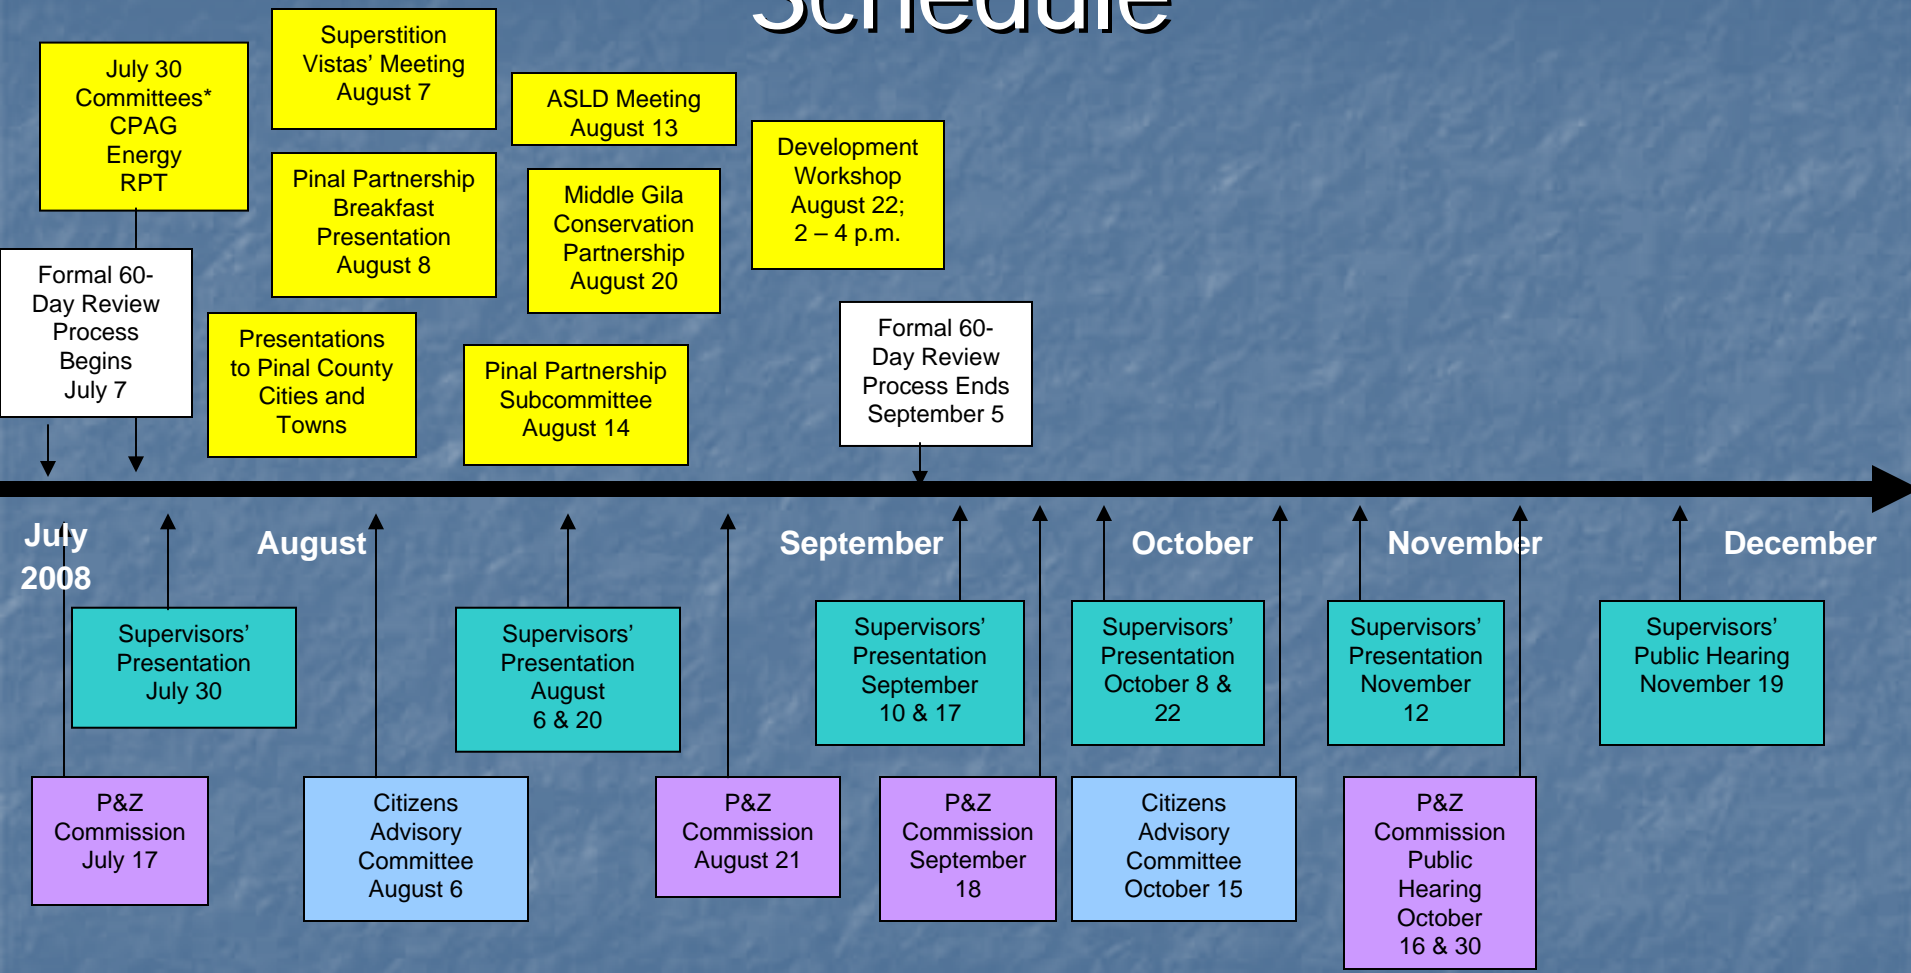 Schedule
July 30
Committees*
CPAG
Energy
RPT
Superstition
Vistas’ Meeting
August 7
ASLD Meeting
August 13
Development
Workshop
August 22;
2 – 4 p.m.
Pinal Partnership
Breakfast
Presentation
August 8
Middle Gila
Conservation
Partnership
August 20
Formal 60-
Day Review
Process
Begins
July 7
Presentations
to Pinal County
Cities and
Towns
Pinal Partnership
Subcommittee
August 14
Formal 60-
Day Review
Process Ends
September 5
July
2008
August
September
October
November
December
Supervisors’
Presentation
July 30
Supervisors’
Presentation
August
6 & 20
Supervisors’
Presentation
September
10 & 17
Supervisors’
Presentation
October 8 &
22
Supervisors’
Presentation
November
12
Supervisors’
Public Hearing
November 19
P&Z
Commission
July 17
Citizens
Advisory
Committee
August 6
P&Z
Commission
August 21
P&Z
Commission
September
18
Citizens
Advisory
Committee
October 15
P&Z
Commission
Public
Hearing
October
16 & 30